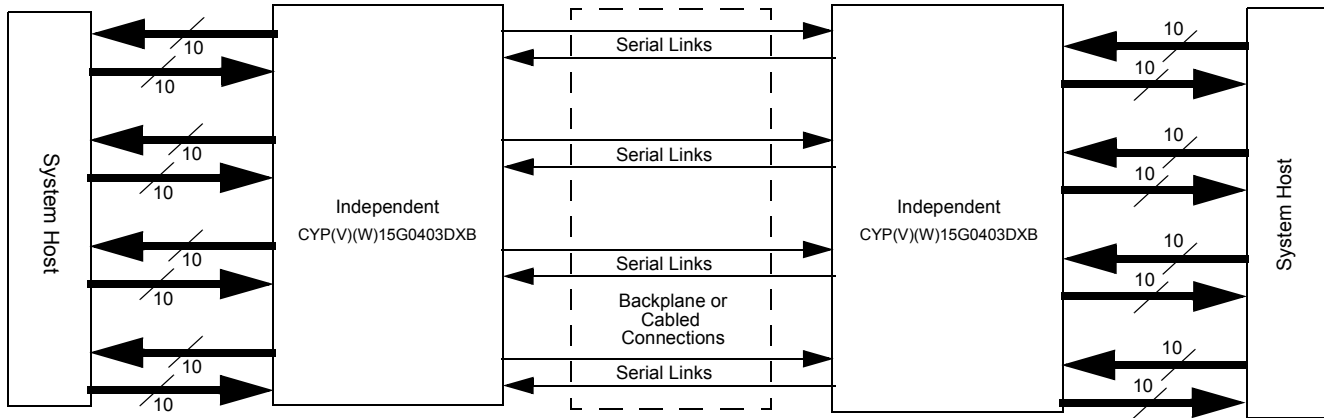 System Host
10
10
10
10
10
10
10
10
Independent
CYP(V)(W)15G0403DXB
Serial Links
Serial Links
Serial Links
Backplane or
Cabled
Connections
Serial Links
Independent
CYP(V)(W)15G0403DXB
10
10
10
10
10
10
10
10
System Host